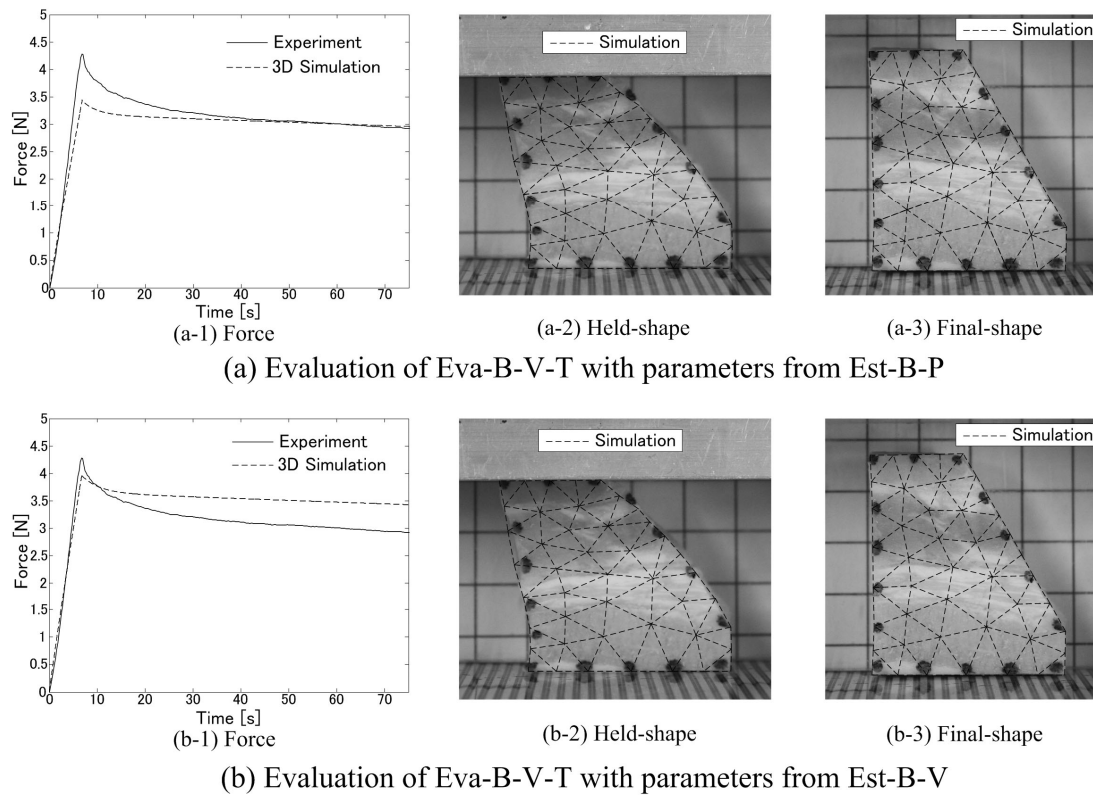 5
4.5
4
3.5
3
2.5
2
1.5
1
0.5
0
Force [N]
Experiment
3D Simulation
0 10 20 30 40 50 60 70
Time [s]
(a-1) Force
Simulation
(a-2) Held-shape
Simulation
(a-3) Final-shape
(a) Evaluation of Eva-B-V-T with parameters from Est-B-P
5
4.5
4
3.5
3
2.5
2
1.5
1
0.5
0
Force [N]
Experiment
3D Simulation
0 10 20 30 40 50 60 70
Time [s]
(b-1) Force
Simulation
(b-2) Held-shape
Simulation
(b-3) Final-shape
(b) Evaluation of Eva-B-V-T with parameters from Est-B-V